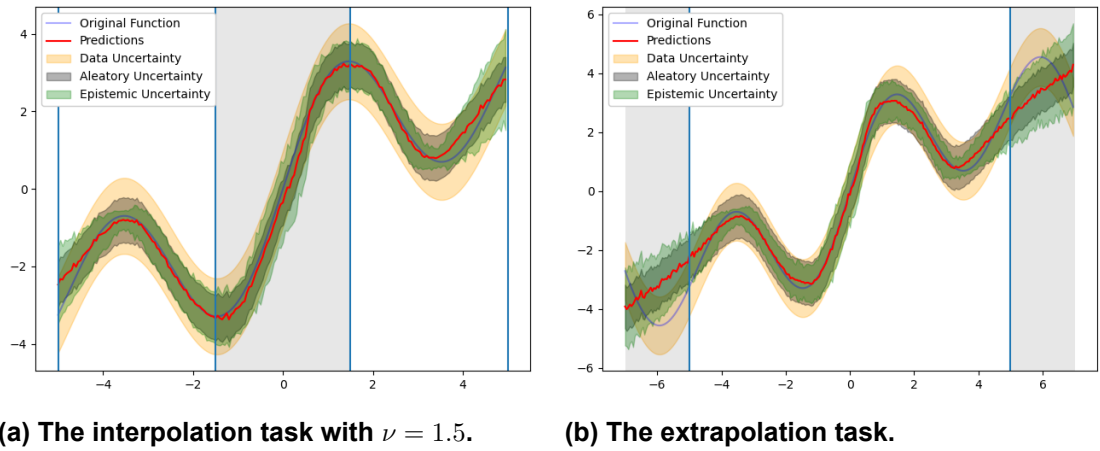 Original Function
Predictions
Data Uncertainty
Aleatory Uncertainty
Epistemic Uncertainty
4
2
0
−2
−4
−4
−2
0
2
4
Original Function
Predictions
Data Uncertainty
Aleatory Uncertainty
Epistemic Uncertainty
6
4
2
0
−2
−4
−6
−6
−4
−2
0
2
4
6
(a) The interpolation task with ν = 1.5.
(b) The extrapolation task.